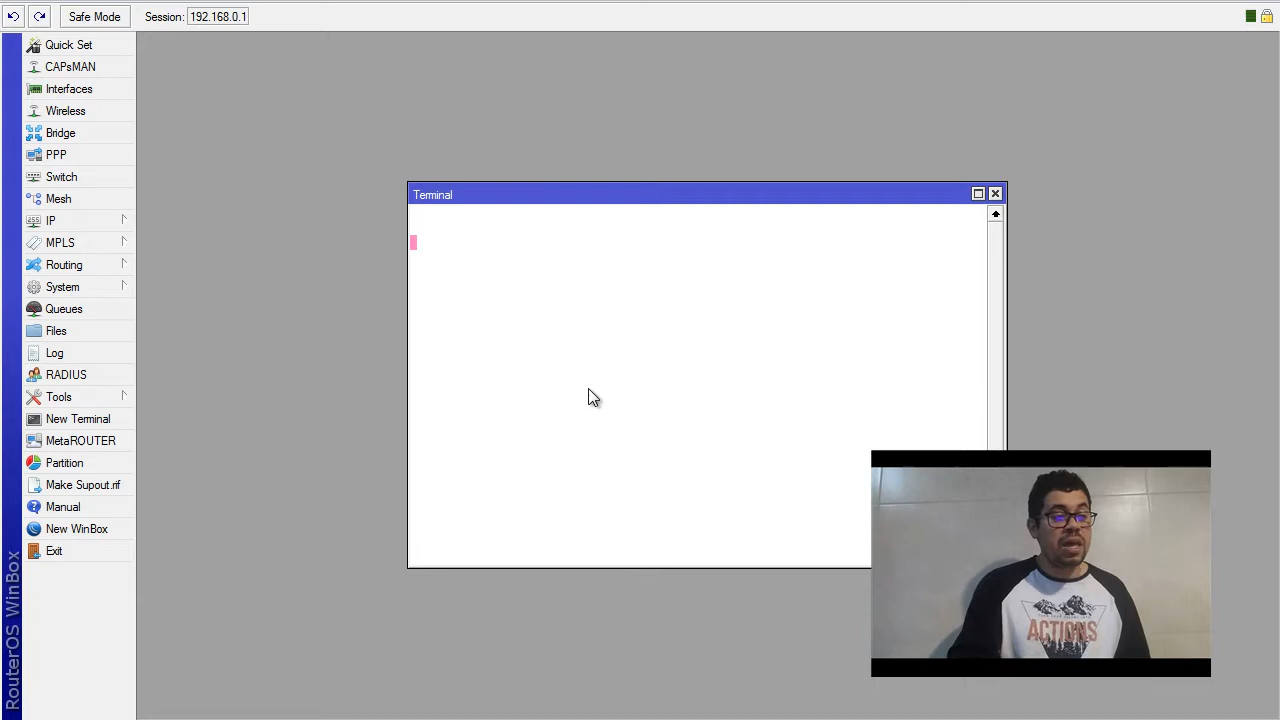 Safe Mode
Session:
192.168.0.1
Quick Set
CAPsMAN
Interfaces
Wireless
Bridge
PPP
Switch
Mesh
IP
MPLS
Routing
System
Queues
Files
Log
RADIUS
Tools
New Terminal
MetaROUTER
Partition
Make Supout.rif
Manual
New WinBox
Exit
RouterOS WinBox
Terminal
ACTIONS